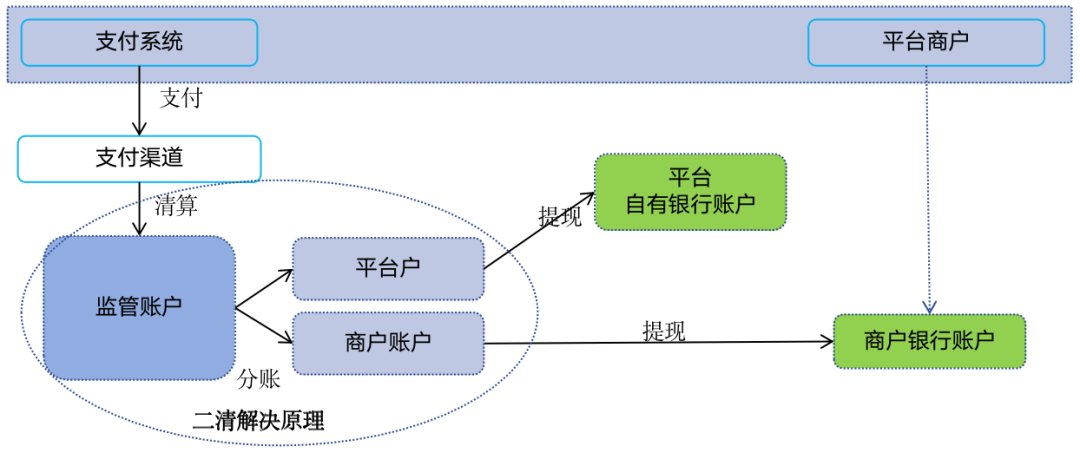 支付系统
平台商户
支付
支付渠道
清算
平台
自有银行账户
提现
平台户
监管账户
商户账户
提现
商户银行账户
分账
二清解决原理